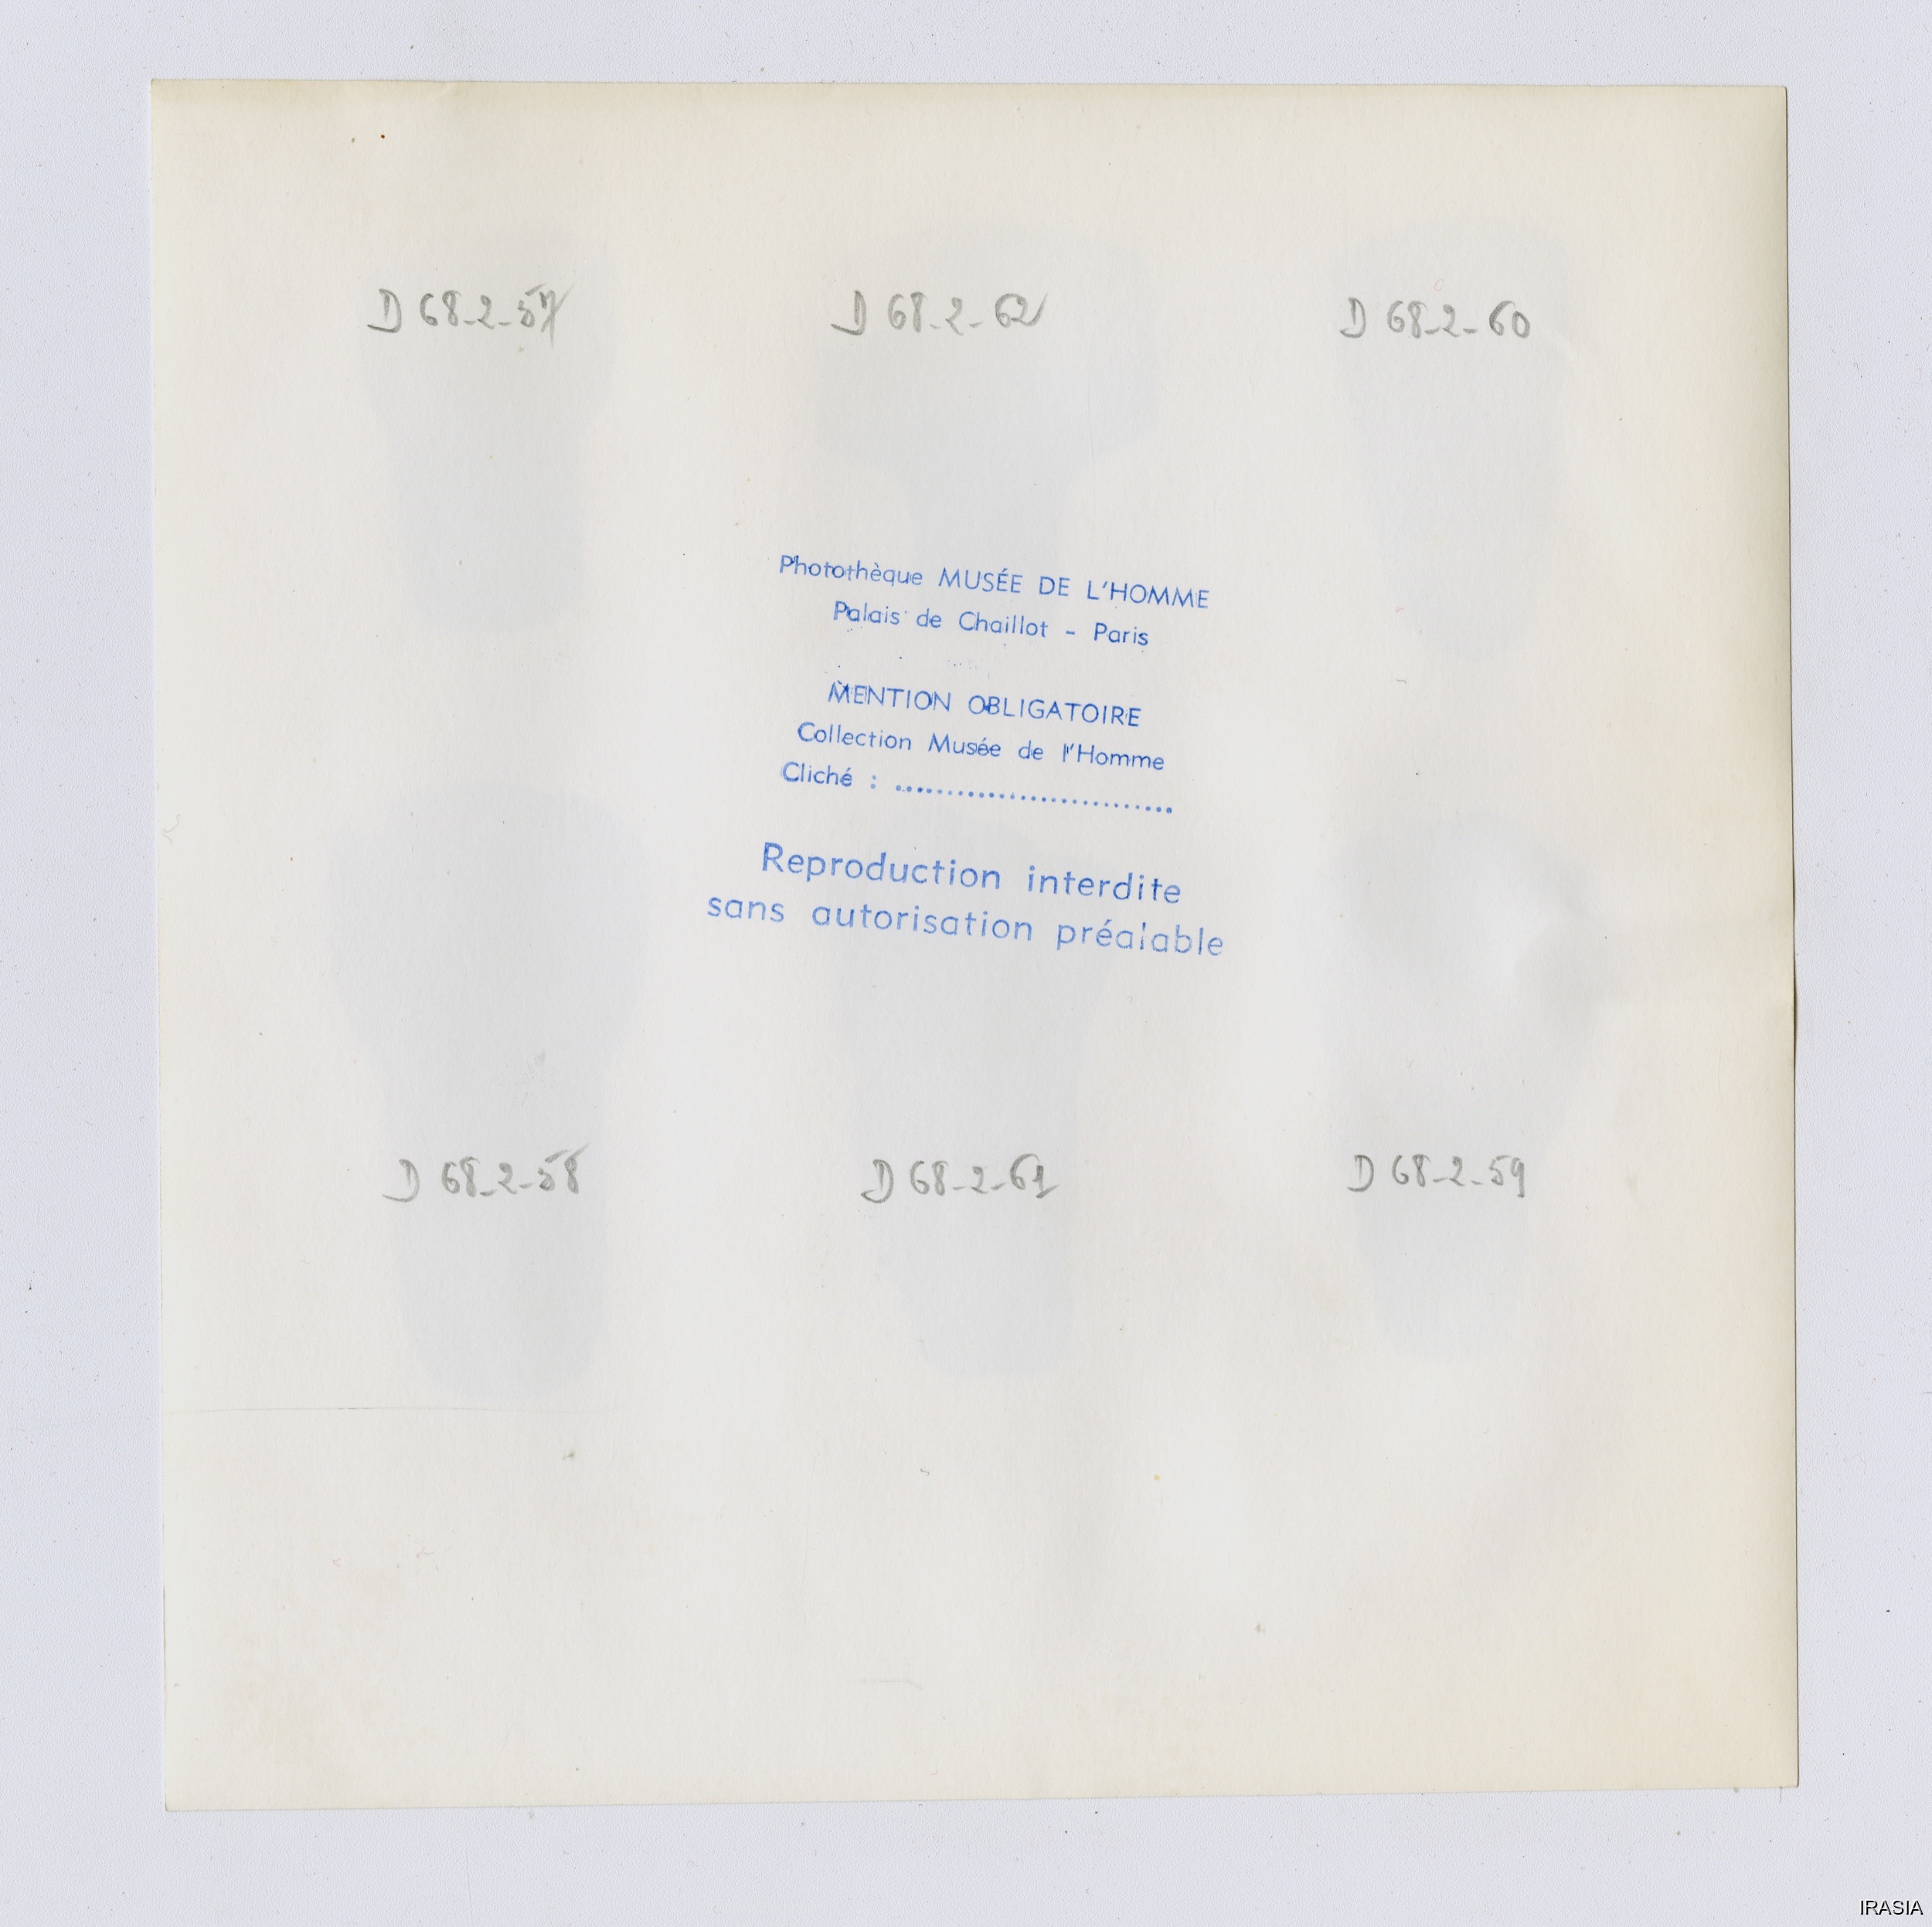 D 68-2-57
D 68-2-62
D 68-2-60
Photothèque MUSÉE DE L'HOMME
Palais de Chaillot - Paris
MENTION OBLIGATOIRE
Collection Musée de l'Homme
Cliché : ..............................
Reproduction interdite
sans autorisation préalable
D 68-2-58
D 68-2-61
D 68-2-59
IRASIA